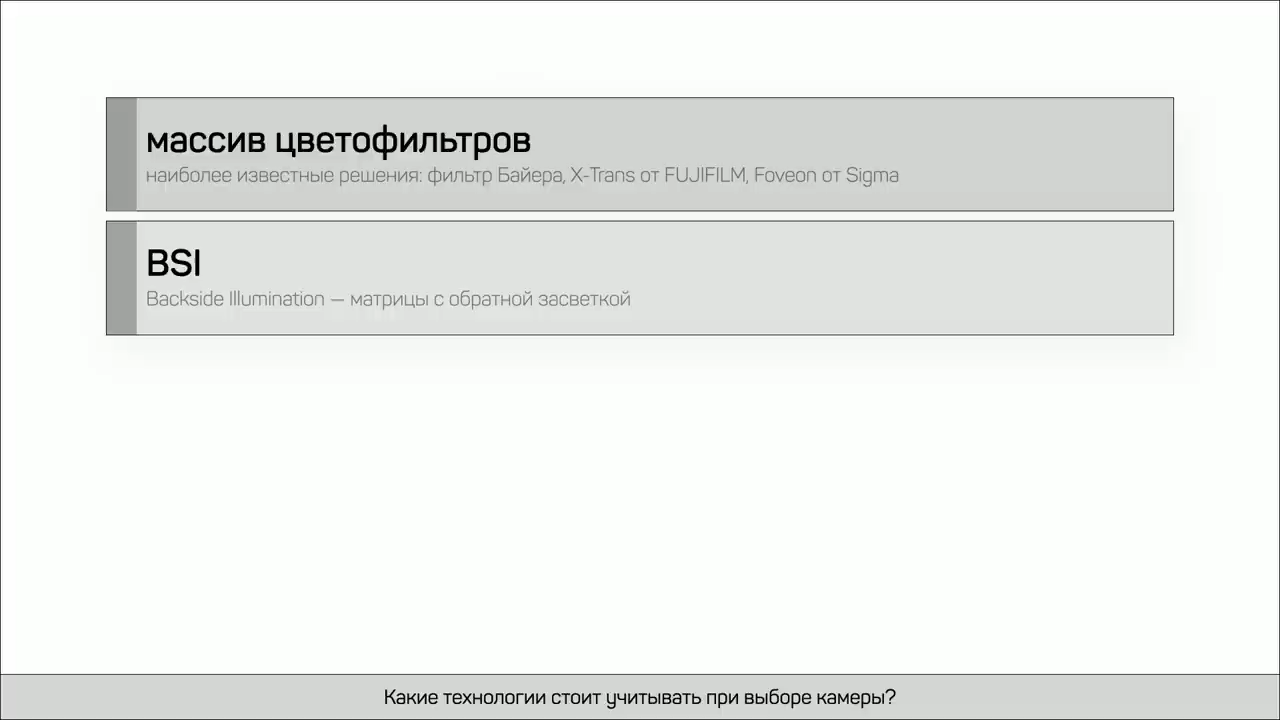 массив цветофильтров
наиболее известные решения: фильтр Байера, X-Trans от FUJIFILM, Foveon от Sigma
BSI
Backside Illumination — матрицы с обратной засветкой
Какие технологии стоит учитывать при выборе камеры?